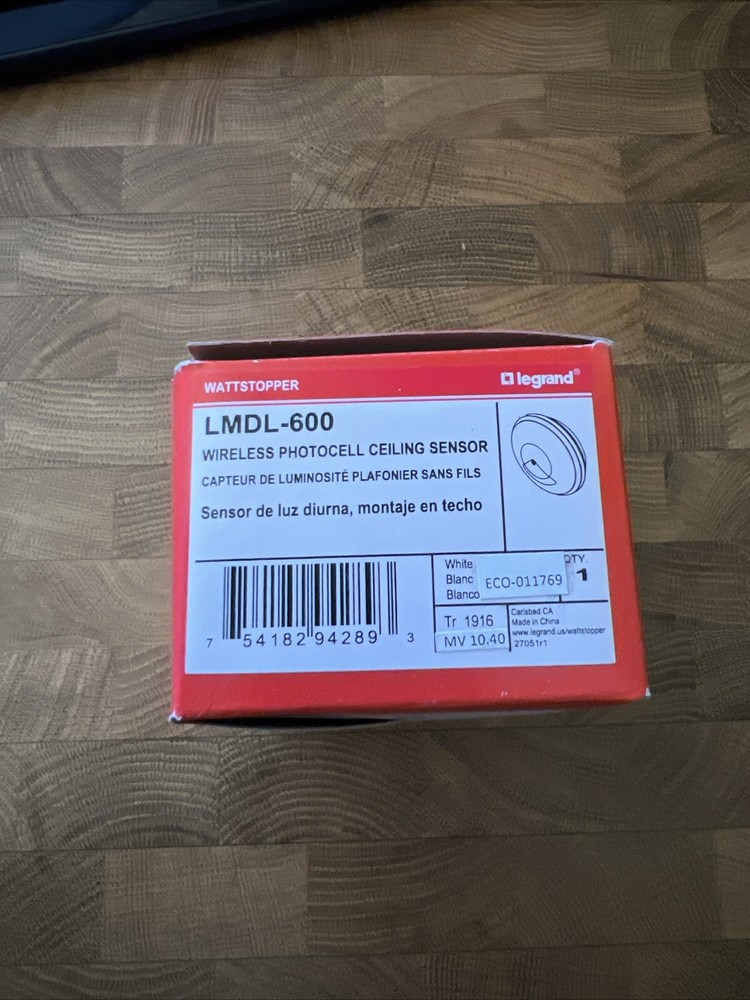 WATTSTOPPER
legrand®
LMDL-600
WIRELESS PHOTOCELL CEILING SENSOR
CAPTEUR DE LUMINOSITÉ PLAFONIER SANS FILS
Sensor de luz diurna, montaje en techo
7 54182 94289 3
White
Blanc
Blanco
ECO-011769
QTY.
1
Tr 1916
MV 10.40
Carlsbad CA
Made in China
www.legrand.us/wattstopper
27051r1